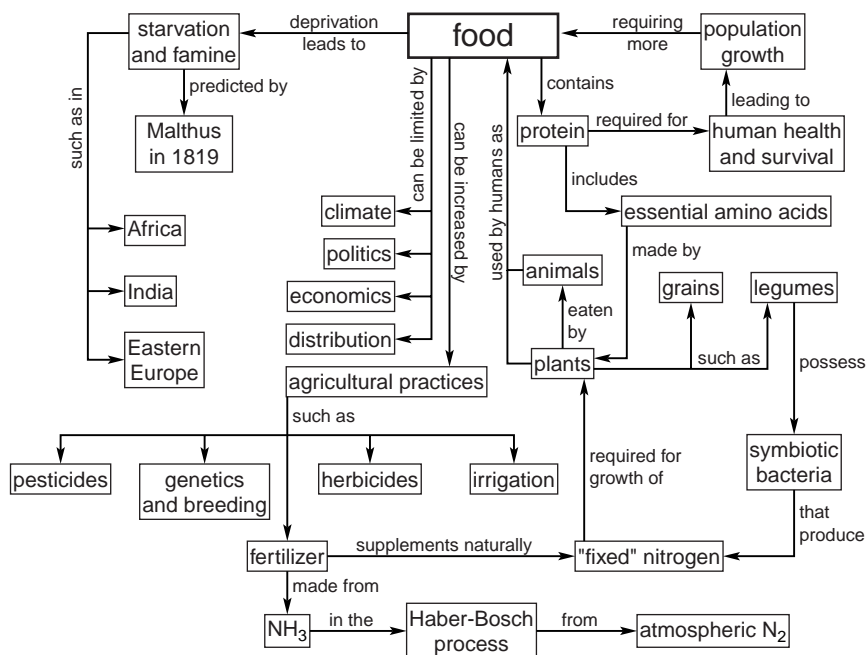 starvation
and famine
deprivation
leads to
food
requiring
more
population
growth
predicted by
contains
leading to
such as in
Malthus
in 1819
can be limited by
can be increased by
used by humans as
protein
required for
human health
and survival
includes
climate
essential amino acids
Africa
politics
made by
animals
grains
legumes
India
economics
eaten
by
distribution
Eastern
Europe
plants
such as
possess
agricultural practices
such as
pesticides
genetics
and breeding
herbicides
irrigation
required for
growth of
symbiotic
bacteria
that
produce
fertilizer
supplements naturally
"fixed" nitrogen
made from
NH3
in the
Haber-Bosch
process
from
atmospheric N2